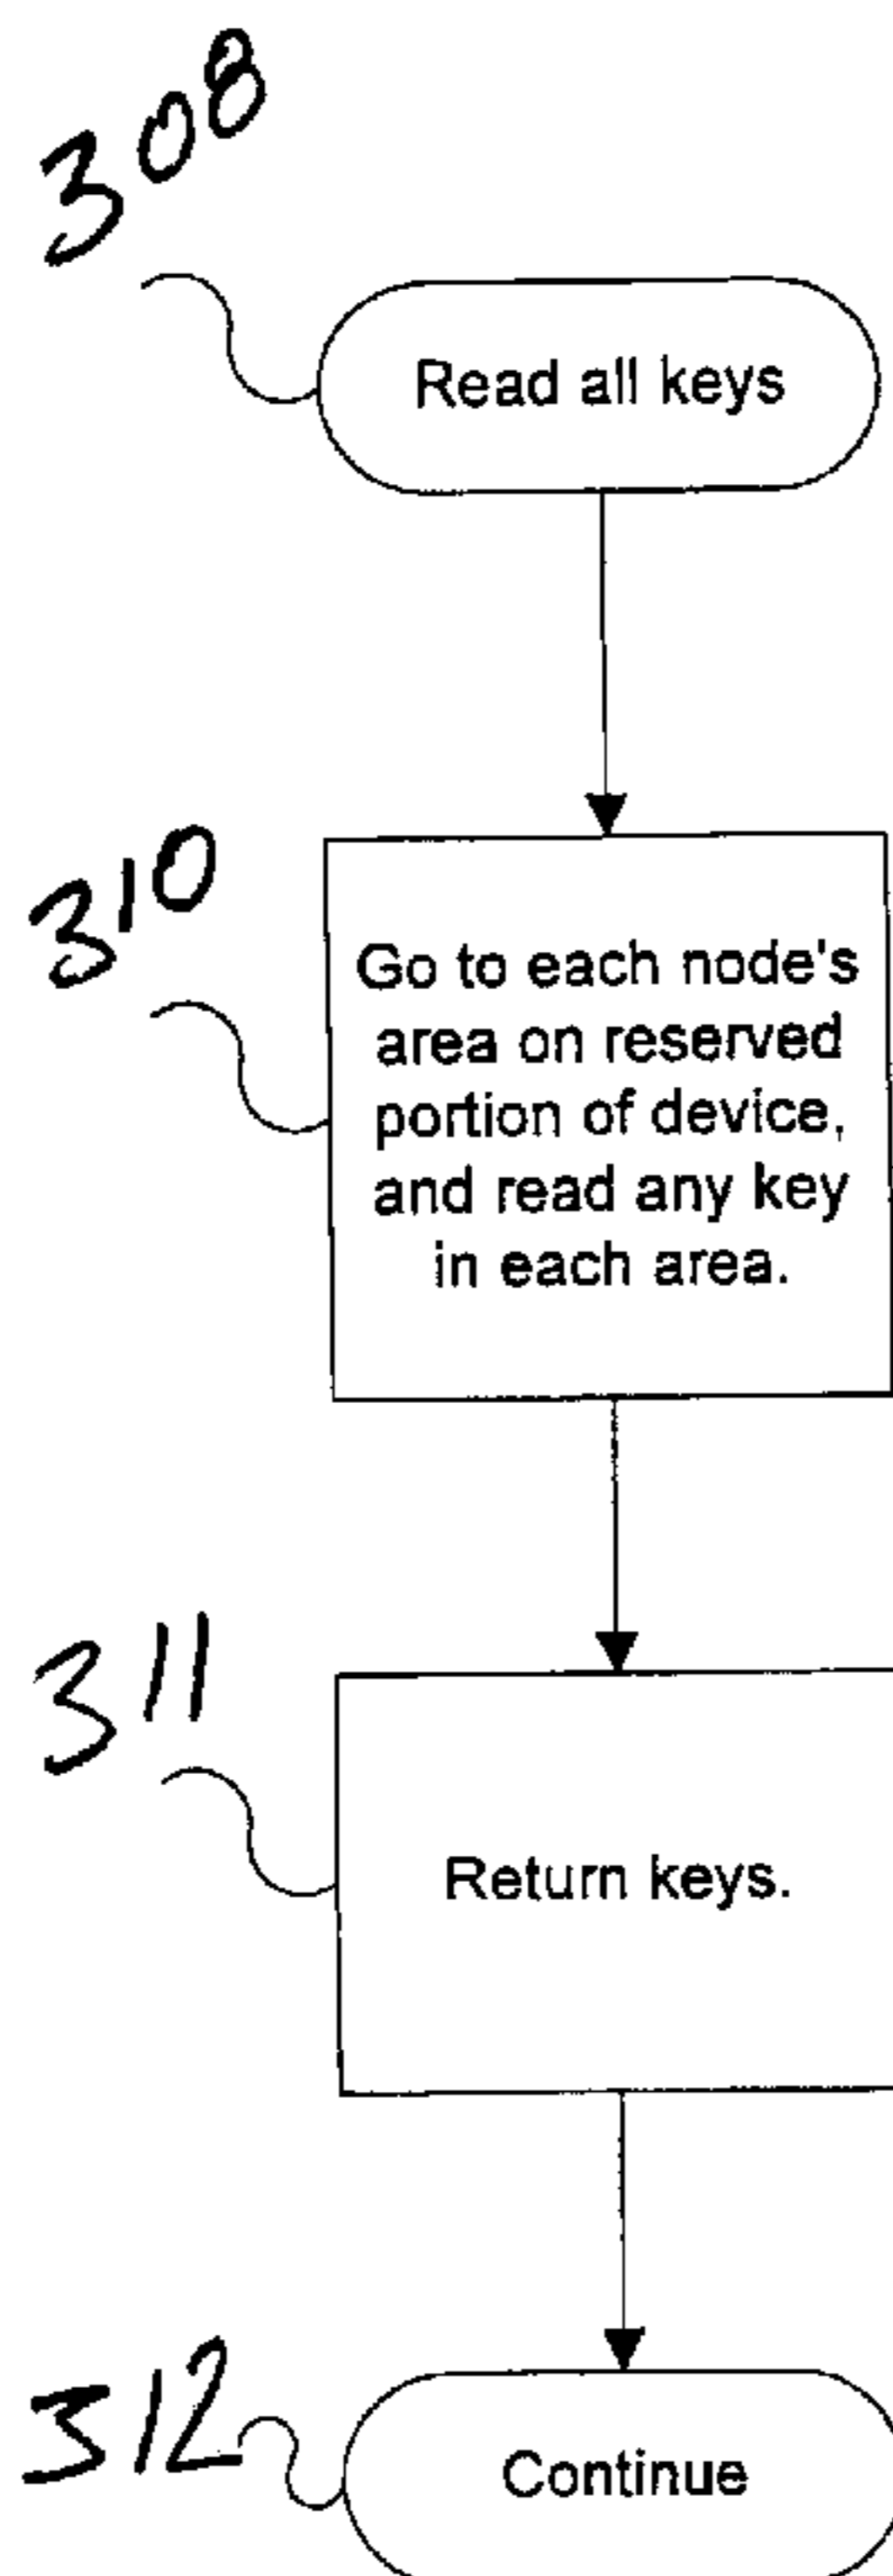 308
Read all keys
310
Go to each node's
area on reserved
portion of device,
and read any key
in each area.
311
Return keys.
312
Continue